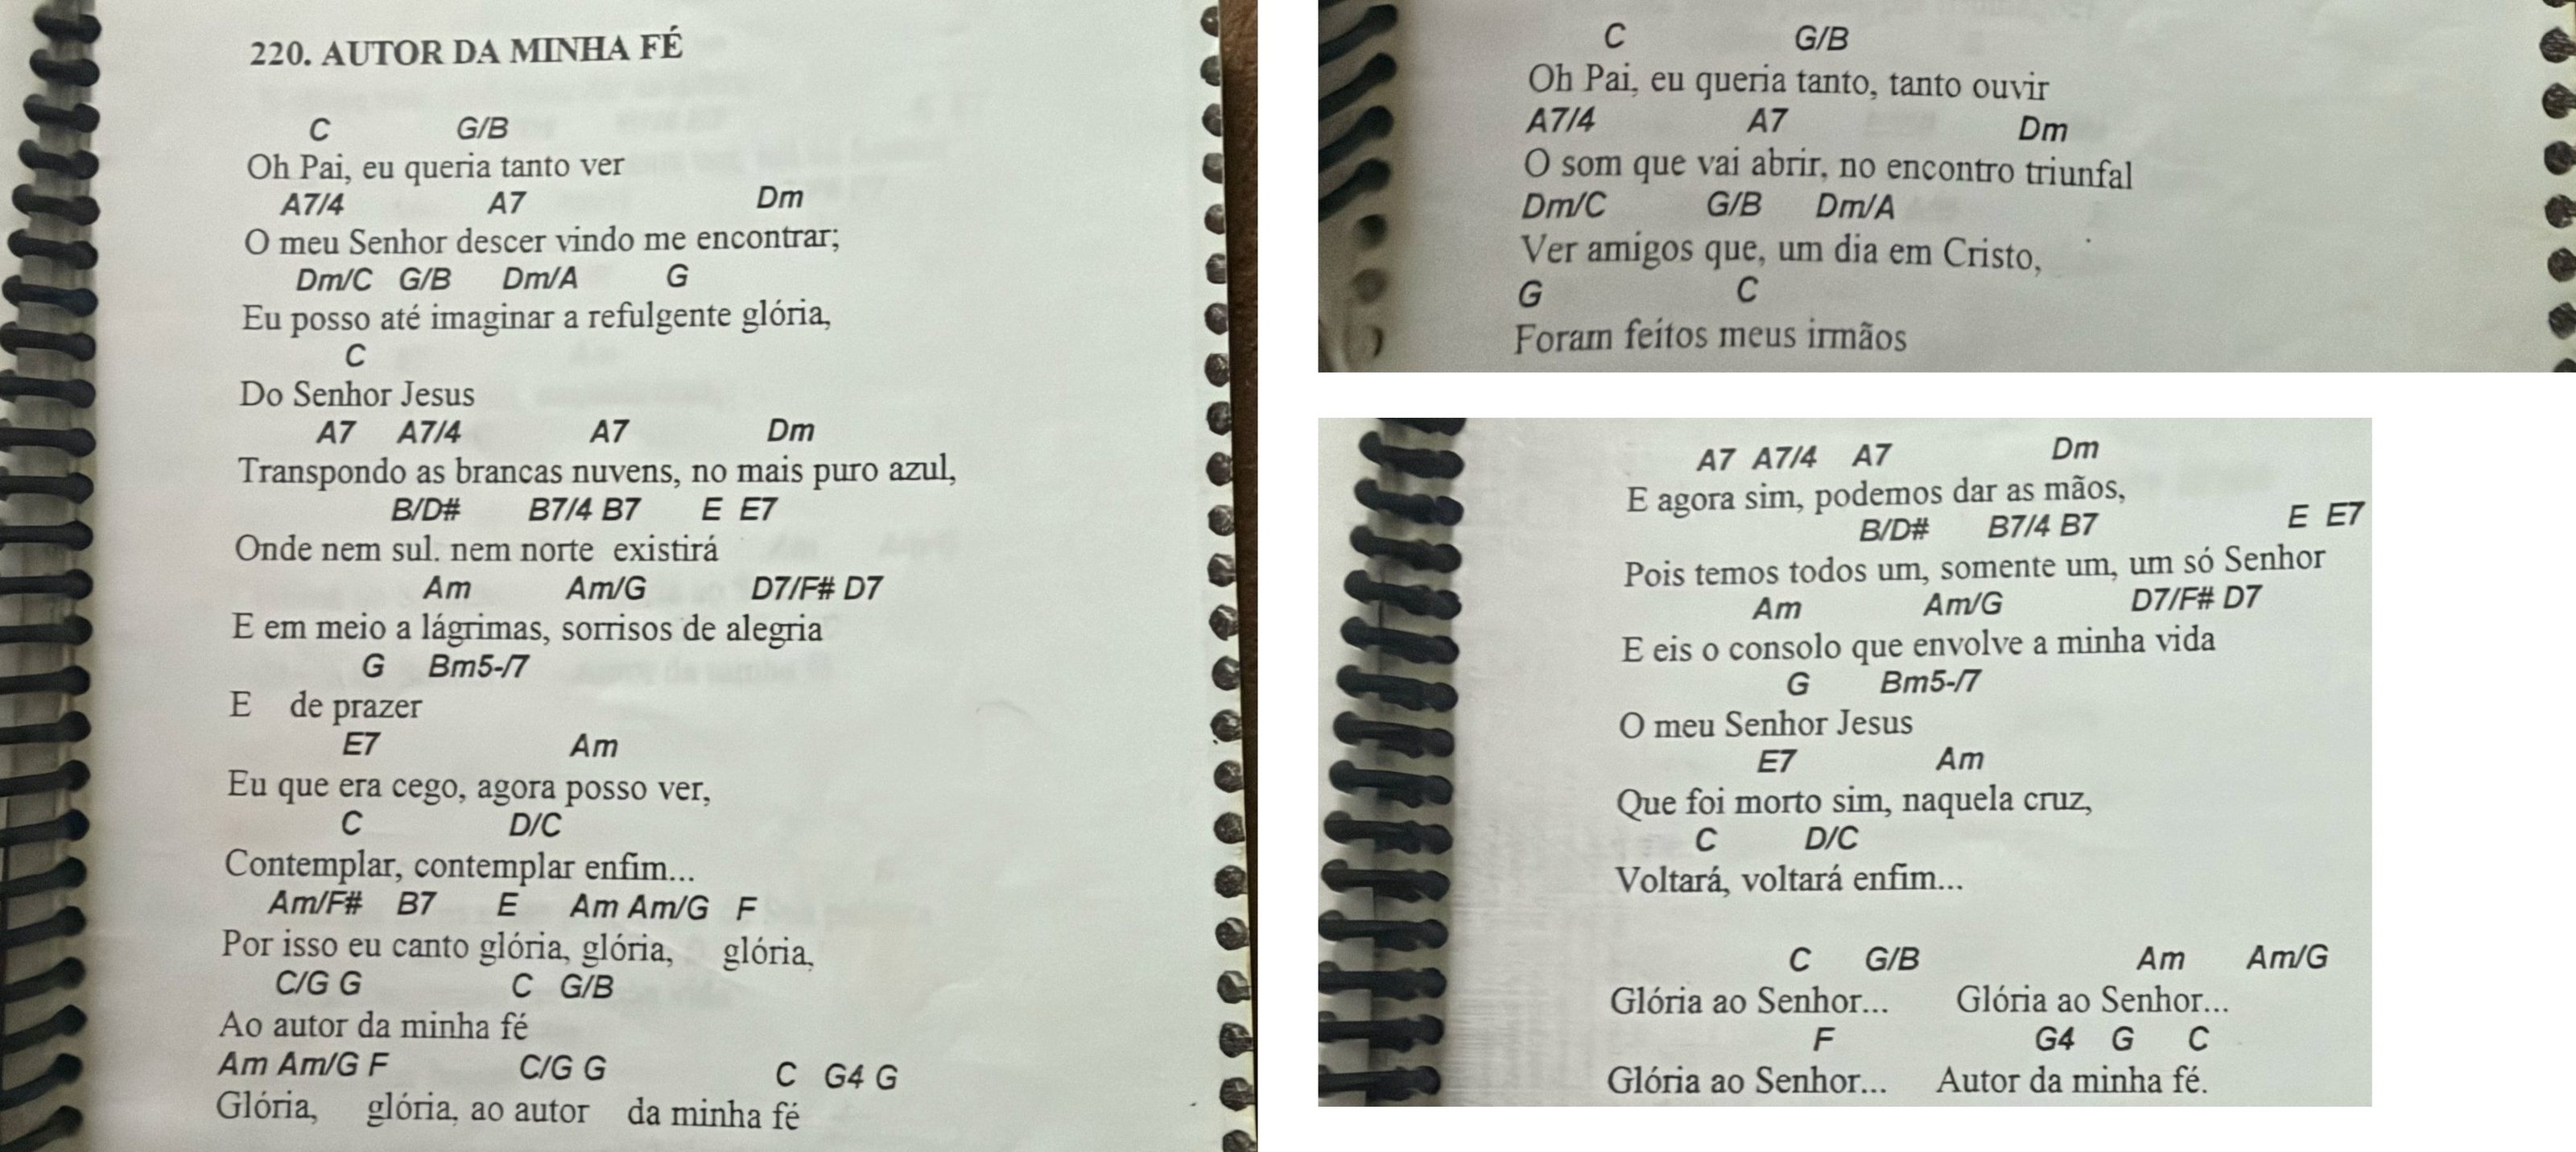 220. AUTOR DA MINHA FÉ
C G/B
Oh Pai, eu queria tanto ver
A7/4 A7 Dm
O meu Senhor descer vindo me encontrar;
Dm/C G/B Dm/A G
Eu posso até imaginar a refulgente glória,
C
Do Senhor Jesus
A7 A7/4 A7 Dm
Transpondo as brancas nuvens, no mais puro azul,
B/D# B7/4 B7 E E7
Onde nem sul. nem norte existirá
Am Am/G D7/F# D7
E em meio a lágrimas, sorrisos de alegria
G Bm5-/7
E de prazer
E7 Am
Eu que era cego, agora posso ver,
C D/C
Contemplar, contemplar enfim...
Am/F# B7 E Am Am/G F
Por isso eu canto glória, glória, glória,
C/G G C G/B
Ao autor da minha fé
Am Am/G F C/G G C G4 G
Glória, glória, ao autor da minha fé
C G/B
Oh Pai, eu queria tanto, tanto ouvir
A7/4 A7 Dm
O som que vai abrir, no encontro triunfal
Dm/C G/B Dm/A
Ver amigos que, um dia em Cristo,
G C
Foram feitos meus irmãos
A7 A7/4 A7 Dm
E agora sim, podemos dar as mãos,
B/D# B7/4 B7 E E7
Pois temos todos um, somente um, um só Senhor
Am Am/G D7/F# D7
E eis o consolo que envolve a minha vida
G Bm5-/7
O meu Senhor Jesus
E7 Am
Que foi morto sim, naquela cruz,
C D/C
Voltará, voltará enfim...
C G/B Am Am/G
Glória ao Senhor... Glória ao Senhor...
F G4 G C
Glória ao Senhor... Autor da minha fé.